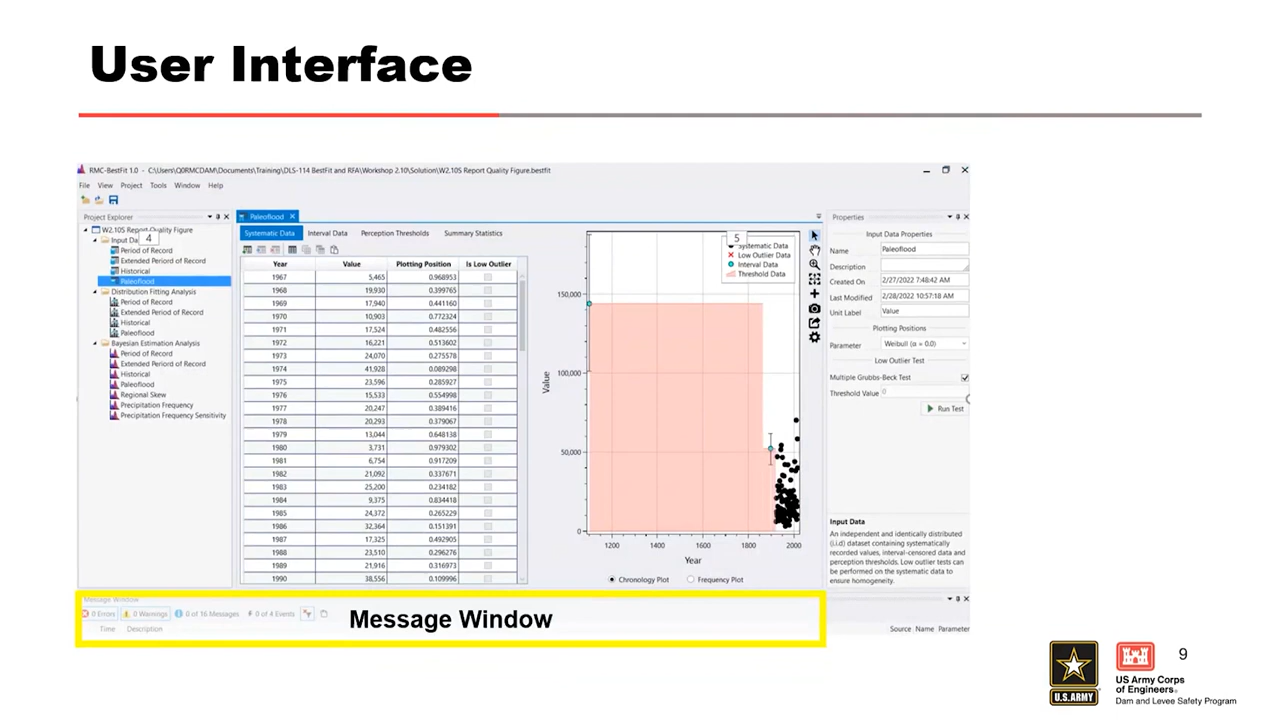 User Interface
RMC-BestFit 1.0 - C:\Users\Q0RMCDAM\Documents\Training\DLS-114 BestFit and RFA\Workshop 2.10\Solution\W2.10S Report Quality Figure.bestfit
File View Project Tools Window Help
Project Explorer
W2.10S Report Quality Figure
4
Period of Record
Extended Period of Record
Historical
Paleoflood
Distribution Fitting Analysis
Period of Record
Extended Period of Record
Historical
Paleoflood
Bayesian Estimation Analysis
Period of Record
Extended Period of Record
Historical
Paleoflood
Regional Skew
Precipitation Frequency
Precipitation Frequency Sensitivity
Paleoflood
Systematic Data Interval Data Perception Thresholds Summary Statistics
Year Value Plotting Position Is Low Outlier
1967 5,465 0.968953
1968 19,930 0.399765
1969 17,940 0.441160
1970 10,903 0.772324
1971 17,524 0.482556
1972 16,221 0.513602
1973 24,070 0.275578
1974 41,928 0.089298
1975 23,596 0.285927
1976 15,533 0.554998
1977 20,247 0.389416
1978 20,293 0.379067
1979 13,044 0.648138
1980 3,731 0.979302
1981 6,754 0.917209
1982 21,092 0.337671
1983 25,200 0.234182
1984 9,375 0.834418
1985 24,372 0.265229
1986 32,364 0.151391
1987 17,325 0.492905
1988 23,510 0.296276
1989 21,916 0.316973
1990 38,556 0.109996
5
Systematic Data
Low Outlier Data
Interval Data
Threshold Data
150,000
100,000
50,000
0
Value
1200 1400 1600 1800 2000
Year
Chronology Plot Frequency Plot
Properties
Input Data Properties
Name Paleoflood
Description
Created On 2/27/2022 7:48:42 AM
Last Modified 2/28/2022 10:57:18 AM
Unit Label Value
Plotting Positions
Parameter Weibull (α = 0.0)
Low Outlier Test
Multiple Grubbs-Beck Test
Threshold Value 0
Run Test
Input Data
An independent and identically distributed
(i.i.d) dataset containing systematically
recorded values, interval-censored data and
perception thresholds. Low outlier tests can
be performed on the systematic data to
ensure homogeneity.
Message Window
0 Errors 0 Warnings 0 of 16 Messages 0 of 4 Events
Message Window
Time Description Source Name Parameter
9
U.S.ARMY
US Army Corps
of Engineers®
Dam and Levee Safety Program